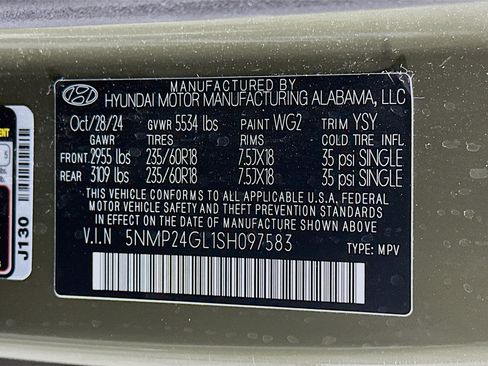 MANUFACTURED BY
HYUNDAI MOTOR MANUFACTURING ALABAMA, LLC
Oct/28/24 GVWR 5534 lbs PAINT WG2 TRIM YSY
GAWR TIRES RIMS COLD TIRE INFL
FRONT 2955 lbs 235/60R18 7.5JX18 35 psi SINGLE
REAR 3109 lbs 235/60R18 7.5JX18 35 psi SINGLE
THIS VEHICLE CONFORMS TO ALL APPLICABLE U.S.A. FEDERAL
MOTOR VEHICLE SAFETY AND THEFT PREVENTION STANDARDS
IN EFFECT ON THE DATE OF MANUFACTURE SHOWN ABOVE.
V.I.N 5NMP24GL1SH097583 TYPE: MPV
J130
5